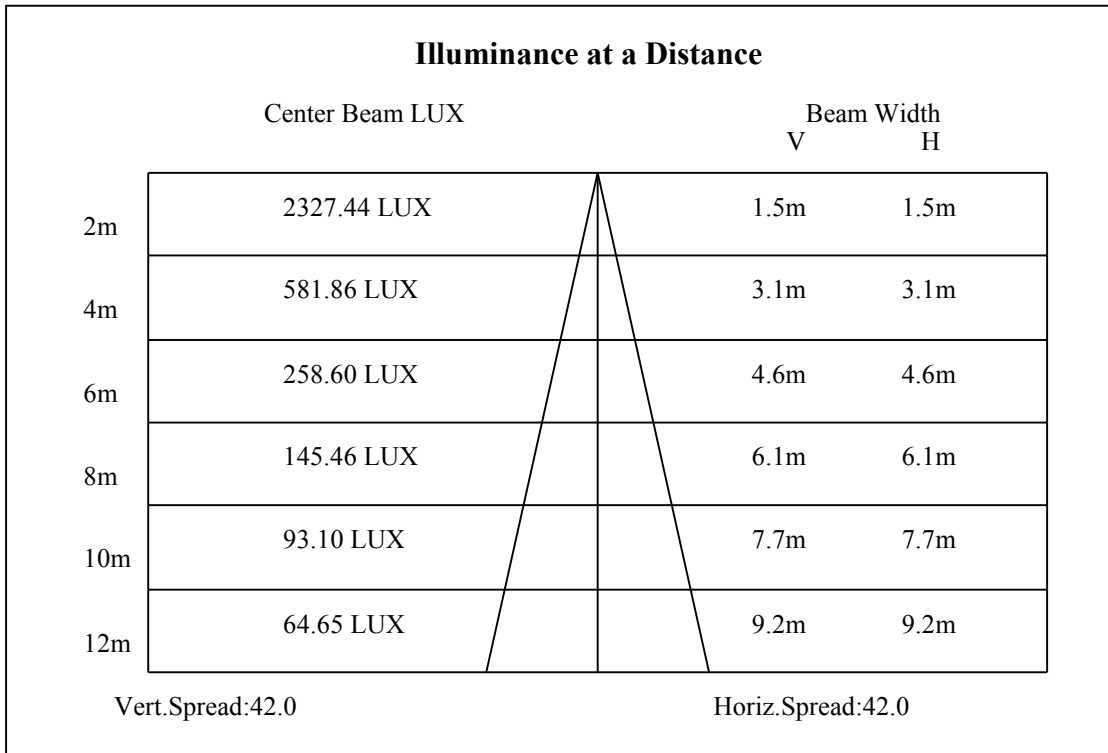 Illuminance at a Distance
Center Beam LUX Beam Width
V H
2m 2327.44 LUX 1.5m 1.5m
4m 581.86 LUX 3.1m 3.1m
6m 258.60 LUX 4.6m 4.6m
8m 145.46 LUX 6.1m 6.1m
10m 93.10 LUX 7.7m 7.7m
12m 64.65 LUX 9.2m 9.2m
Vert.Spread:42.0 Horiz.Spread:42.0